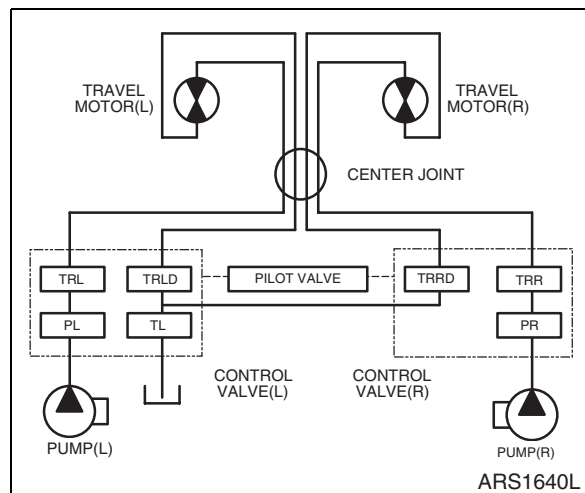 TRAVEL
MOTOR(L)
TRAVEL
MOTOR(R)
CENTER JOINT
TRL
TRLD
PILOT VALVE
TRRD
TRR
PL
TL
PR
CONTROL
VALVE(L)
CONTROL
VALVE(R)
PUMP(L)
PUMP(R)
ARS1640L